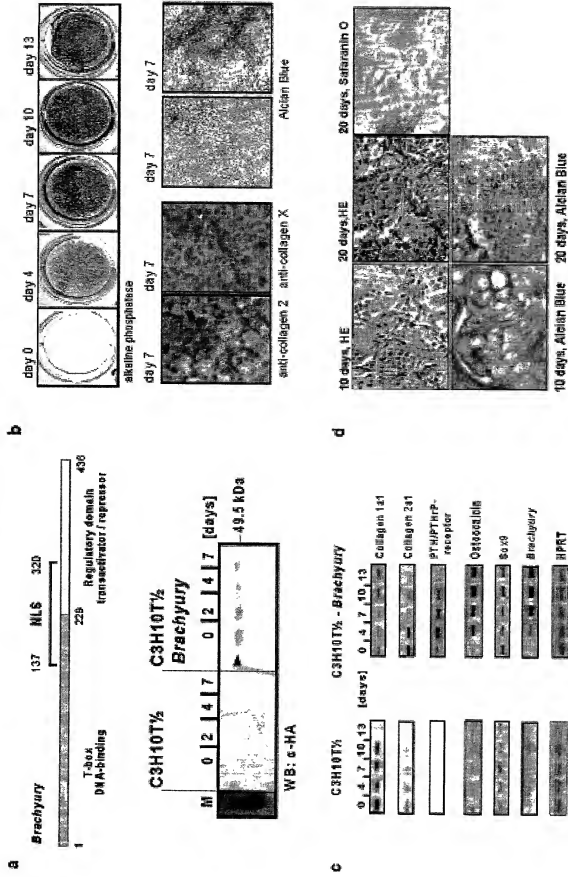 a
Brachyury
137 NLS 320
1 229 436
T-box
DNA-binding
Regulatory domain
transactivator / repressor
C3H10T½
C3H10T½
Brachyury
M 0 2 4 7 0 2 4 7 [days]
49.5 kDa
WB: α-HA
b
day 0 day 4 day 7 day 10 day 13
alkaline phosphatase
day 7 day 7 day 7 day 7
anti-collagen 2 anti-collagen X Alcian Blue
c
C3H10T½ C3H10T½ - Brachyury
0 4 7 10 13 [days] 0 4 7 10 13
Collagen 1a1
Collagen 2a1
PTH/PTHrP-
receptor
Osteocalcin
Sox9
Brachyury
HPRT
d
10 days, HE 20 days, HE 20 days, Safaranin O
10 days, Alcian Blue 20 days, Alcian Blue